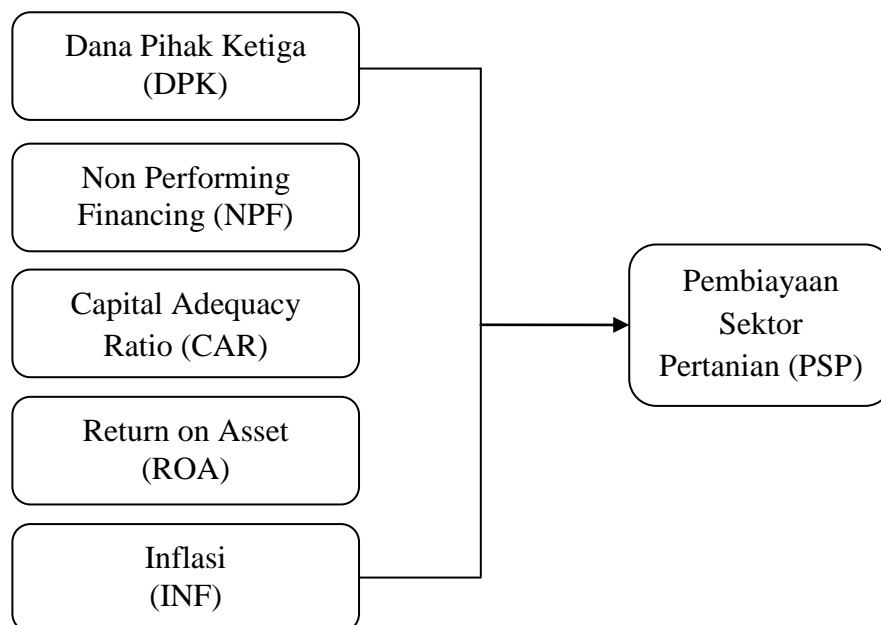 Dana Pihak Ketiga
(DPK)
Non Performing
Financing (NPF)
Capital Adequacy
Ratio (CAR)
Return on Asset
(ROA)
Inflasi
(INF)
Pembiayaan
Sektor
Pertanian (PSP)